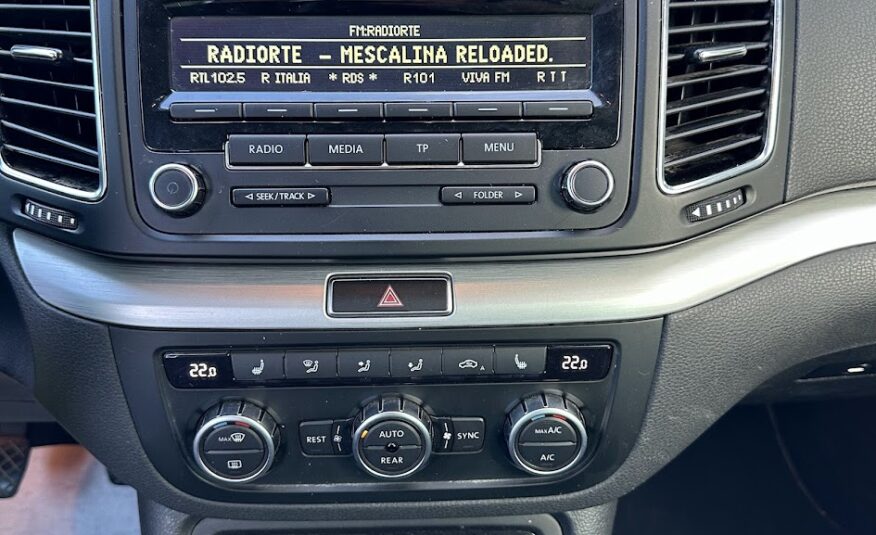 FM:RADIORTE
RADIORTE - MESCALINA RELOADED.
RTL102.5 R ITALIA * RDS * R101 VIVA FM R T T
RADIO MEDIA TP MENU
SEEK/TRACK FOLDER
22.0 22.0
MAX REST AUTO REAR SYNC MAX A/C A/C